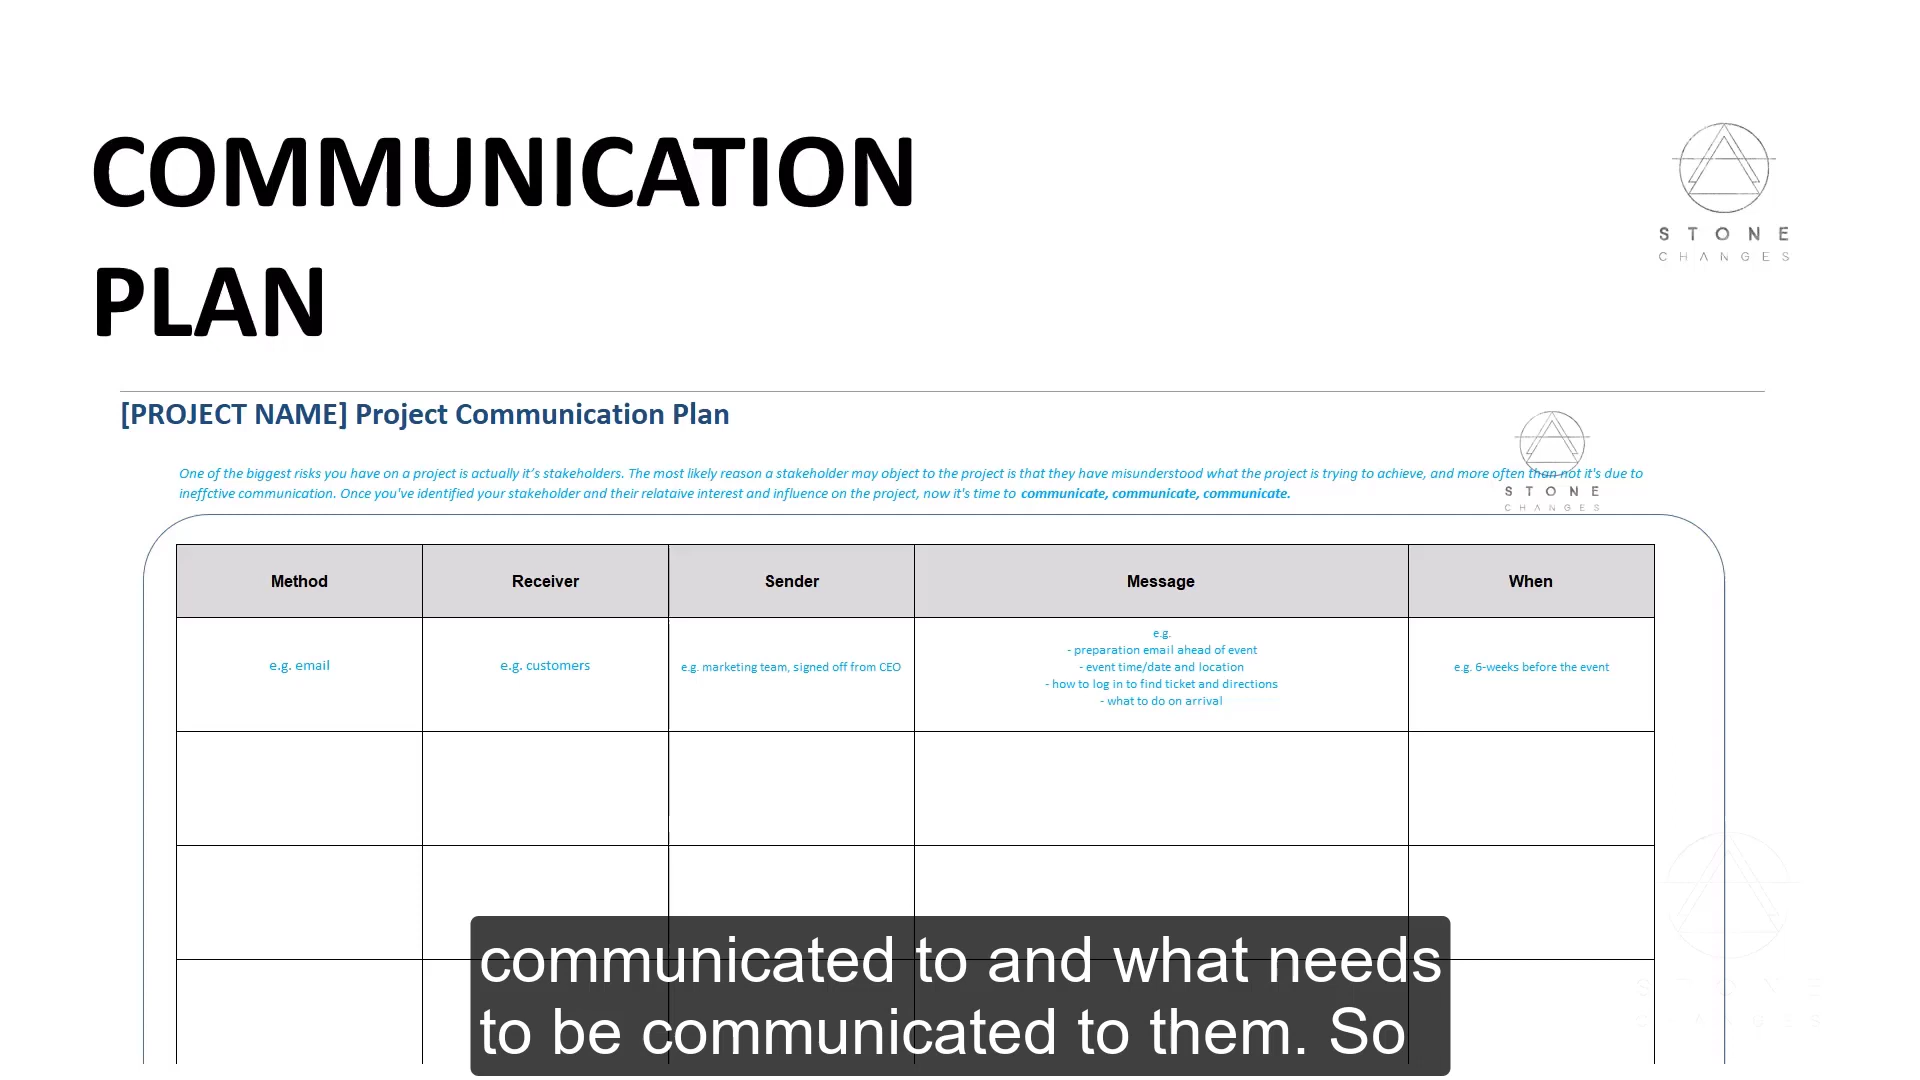 COMMUNICATION
PLAN
STONE
CHANGES
[PROJECT NAME] Project Communication Plan
One of the biggest risks you have on a project is actually it's stakeholders. The most likely reason a stakeholder may object to the project is that they have misunderstood what the project is trying to achieve, and more often than not it's due to
ineffctive communication. Once you've identified your stakeholder and their relataive interest and influence on the project, now it's time to communicate, communicate, communicate.
STONE
CHANGES
Method Receiver Sender Message When
e.g. email
e.g. customers
e.g. marketing team, signed off from CEO
e.g.
- preparation email ahead of event
- event time/date and location
- how to log in to find ticket and directions
- what to do on arrival
e.g. 6-weeks before the event
communicated to and what needs
to be communicated to them. So
STONE
CHANGES